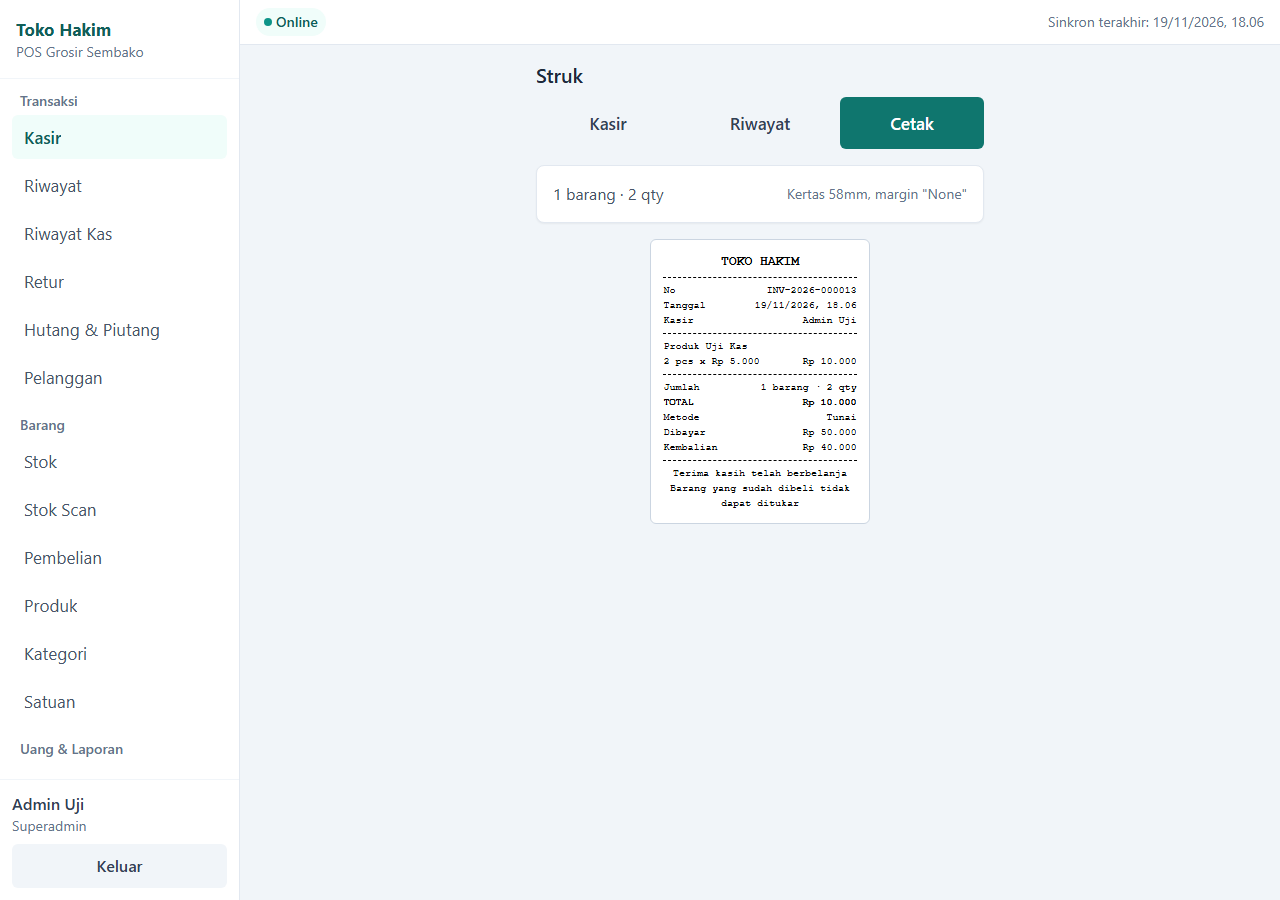 Toko Hakim
POS Grosir Sembako
Transaksi
Kasir
Riwayat
Riwayat Kas
Retur
Hutang & Piutang
Pelanggan
Barang
Stok
Stok Scan
Pembelian
Produk
Kategori
Satuan
Uang & Laporan
Admin Uji
Superadmin
Keluar
Online
Sinkron terakhir: 19/11/2026, 18.06
Struk
Kasir
Riwayat
Cetak
1 barang · 2 qty
Kertas 58mm, margin "None"
TOKO HAKIM
No INV-2026-000013
Tanggal 19/11/2026, 18.06
Kasir Admin Uji
Produk Uji Kas
2 pcs x Rp 5.000 Rp 10.000
Jumlah 1 barang · 2 qty
TOTAL Rp 10.000
Metode Tunai
Dibayar Rp 50.000
Kembalian Rp 40.000
Terima kasih telah berbelanja
Barang yang sudah dibeli tidak
dapat ditukar